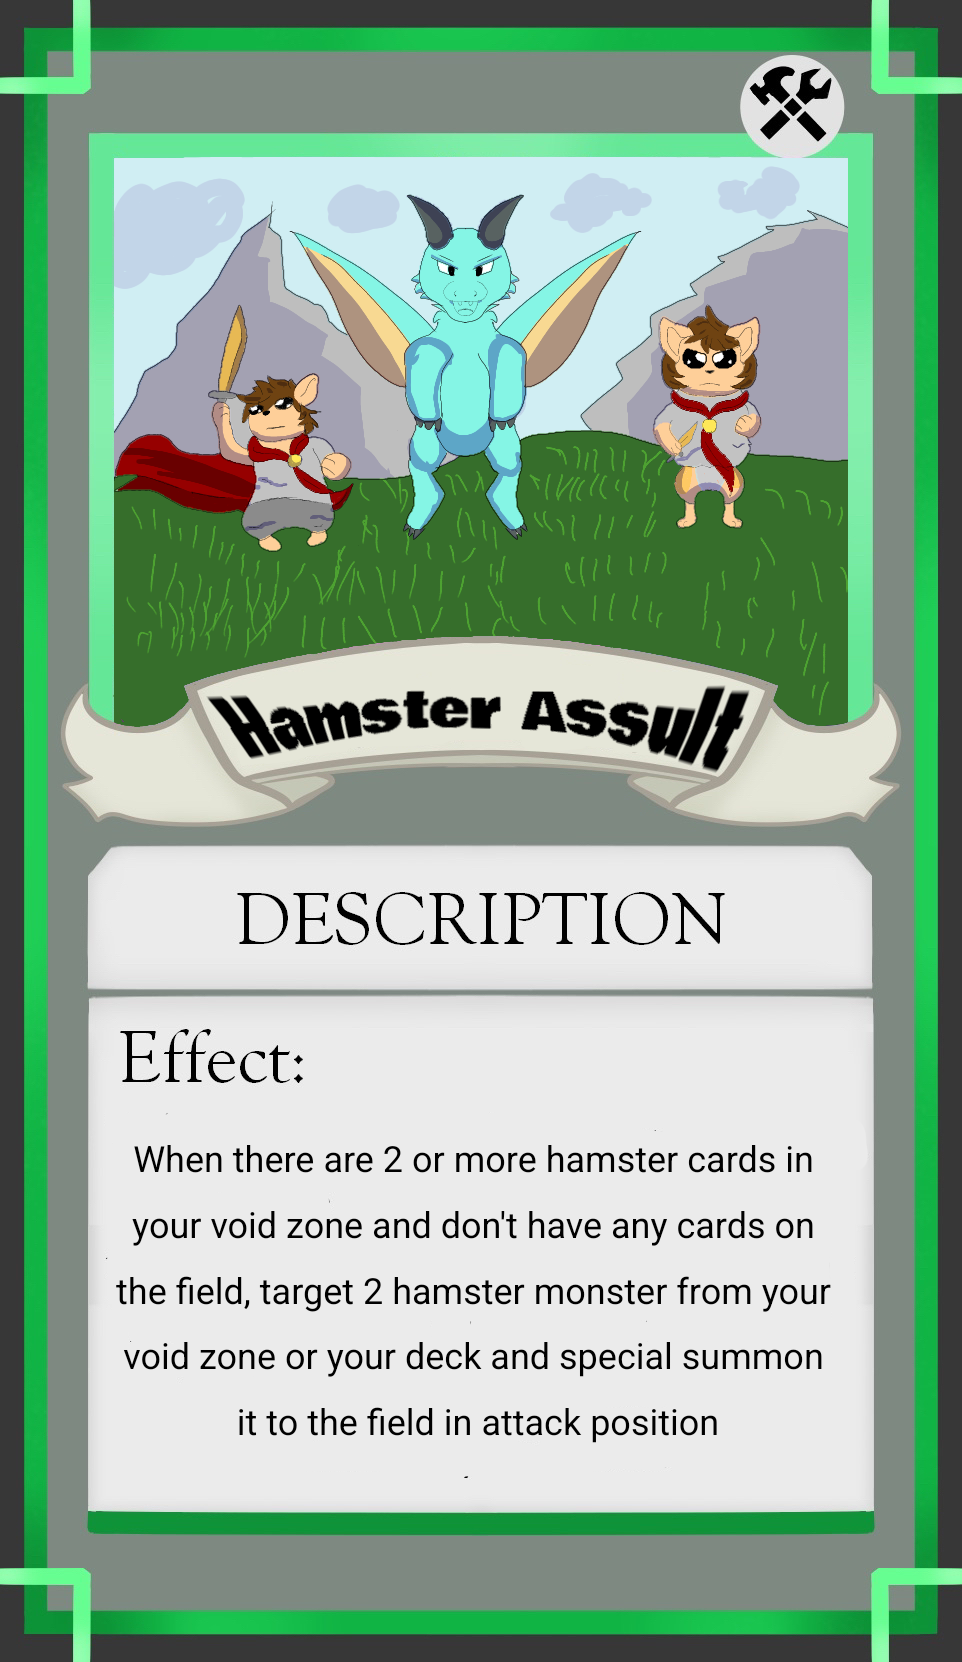 Hamster Assult
DESCRIPTION
Effect:
When there are 2 or more hamster cards in
your void zone and don't have any cards on
the field, target 2 hamster monster from your
void zone or your deck and special summon
it to the field in attack position